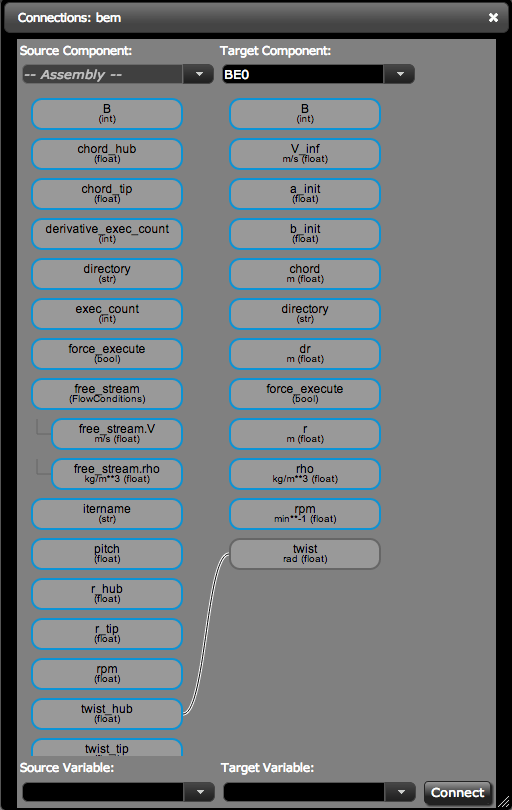 Connections: bem
Source Component:
Target Component:
-- Assembly --
BE0
B
(int)
chord_hub
(float)
chord_tip
(float)
derivative_exec_count
(int)
directory
(str)
exec_count
(int)
force_execute
(bool)
free_stream
(FlowConditions)
free_stream.V
m/s (float)
free_stream.rho
kg/m**3 (float)
itername
(str)
pitch
(float)
r_hub
(float)
r_tip
(float)
rpm
(float)
twist_hub
(float)
twist_tip
B
(int)
V_inf
m/s (float)
a_init
(float)
b_init
(float)
chord
m (float)
directory
(str)
dr
m (float)
force_execute
(bool)
r
m (float)
rho
kg/m**3 (float)
rpm
min**-1 (float)
twist
rad (float)
Source Variable:
Target Variable:
Connect